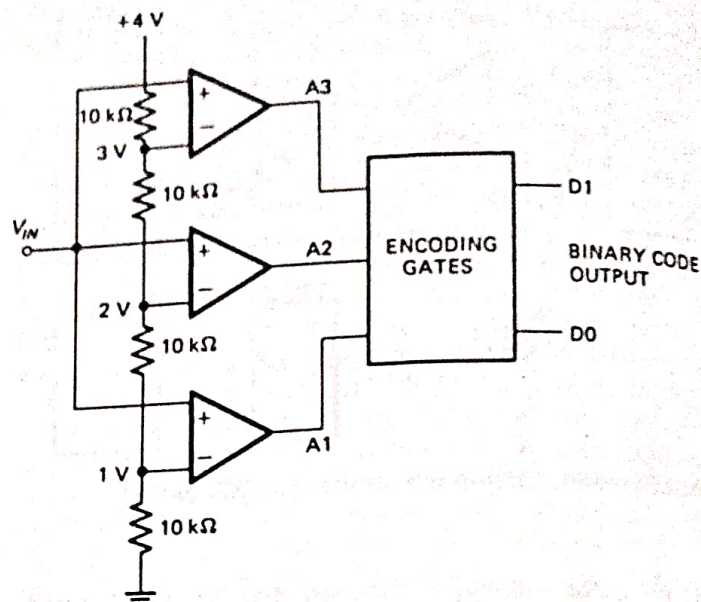 +4 V
A3
10 kΩ
3 V
10 kΩ
D1
V_IN
ENCODING
GATES
BINARY CODE
OUTPUT
A2
2 V
10 kΩ
D0
A1
1 V
10 kΩ
+
−
+
−
+
−